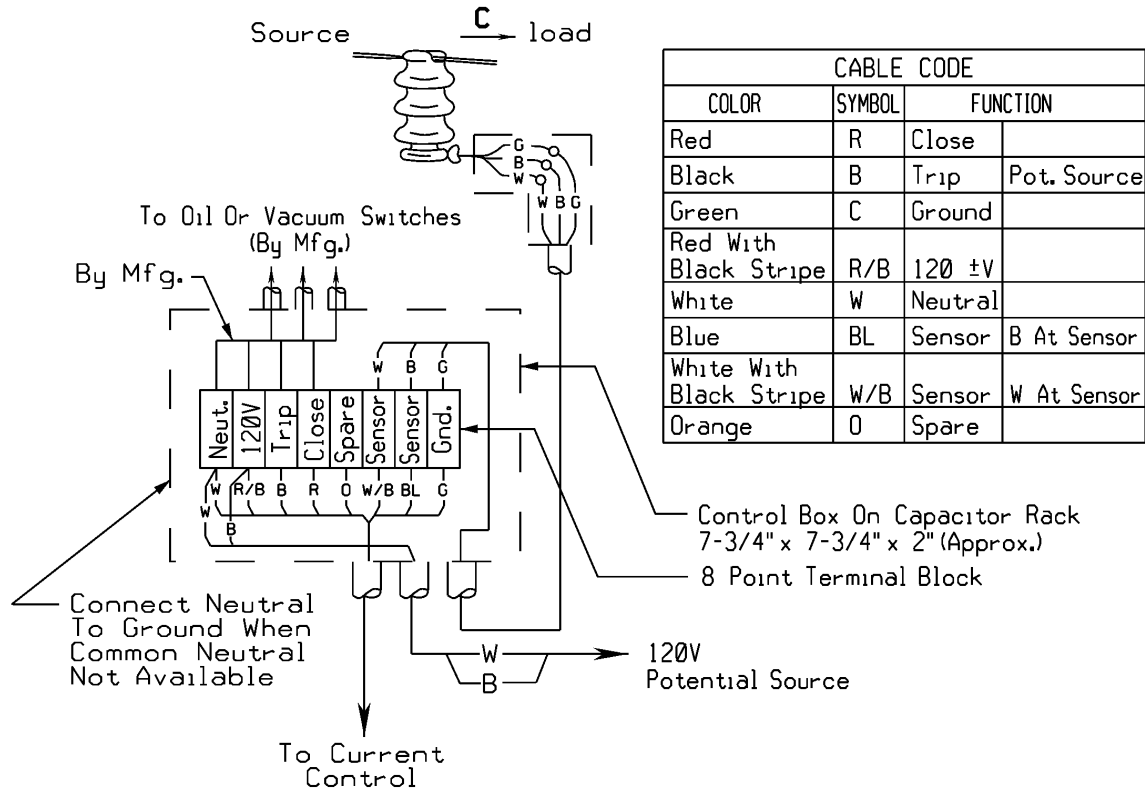 C
Source load
G
B
W
W B G
To Oil Or Vacuum Switches
(By Mfg.)
By Mfg.
W B G
Neut. 120V Trip Close Spare Sensor Sensor Gnd.
W R/B B R O W/B BL G
W
B
Connect Neutral
To Ground When
Common Neutral
Not Available
To Current
Control
W
B
120V
Potential Source
Control Box On Capacitor Rack
7-3/4" x 7-3/4" x 2" (Approx.)
8 Point Terminal Block
CABLE CODE
COLOR SYMBOL FUNCTION
Red R Close
Black B Trip Pot. Source
Green C Ground
Red With
Black Stripe R/B 120 ±V
White W Neutral
Blue BL Sensor B At Sensor
White With
Black Stripe W/B Sensor W At Sensor
Orange O Spare